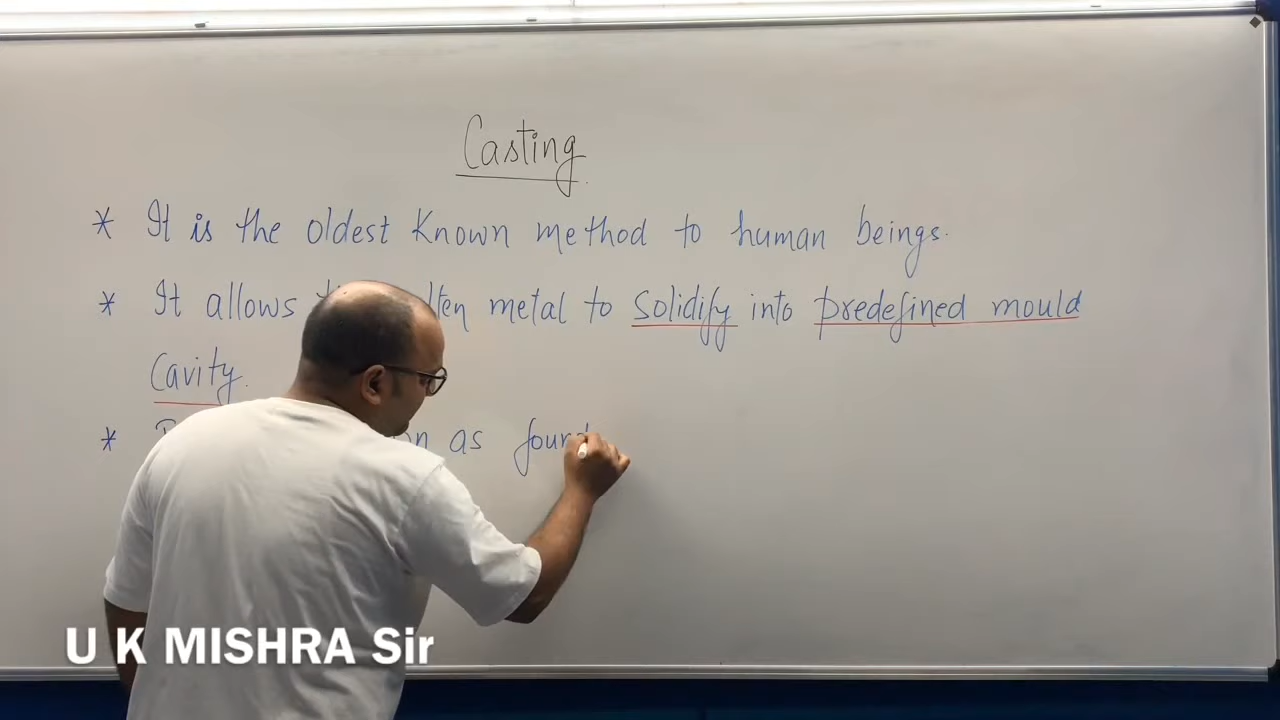 Casting
* It is the oldest known method to human beings.
* It allows metal to solidify into predefined mould
Cavity.
* as
U K MISHRA Sir